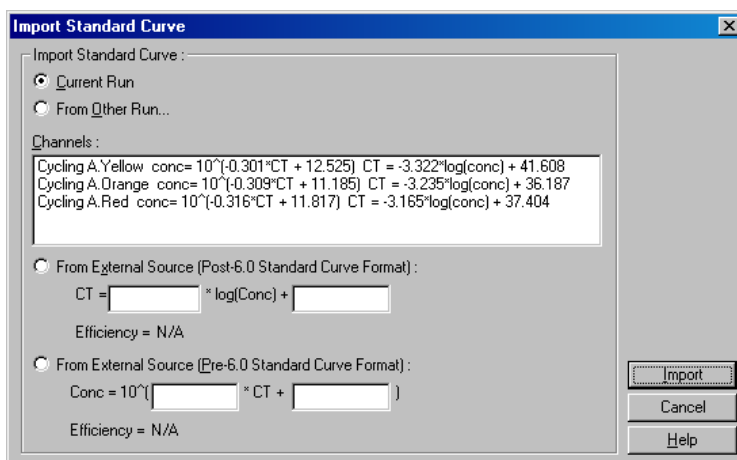 Import Standard Curve
Import Standard Curve :
Current Run
From Other Run...
Channels :
Cycling A.Yellow conc= 10^(-0.301*CT + 12.525) CT = -3.322*log(conc) + 41.608
Cycling A.Orange conc= 10^(-0.309*CT + 11.185) CT = -3.235*log(conc) + 36.187
Cycling A.Red conc= 10^(-0.316*CT + 11.817) CT = -3.165*log(conc) + 37.404
From External Source (Post-6.0 Standard Curve Format) :
CT = * log(Conc) +
Efficiency = N/A
From External Source (Pre-6.0 Standard Curve Format) :
Conc = 10^( * CT + )
Efficiency = N/A
Import
Cancel
Help